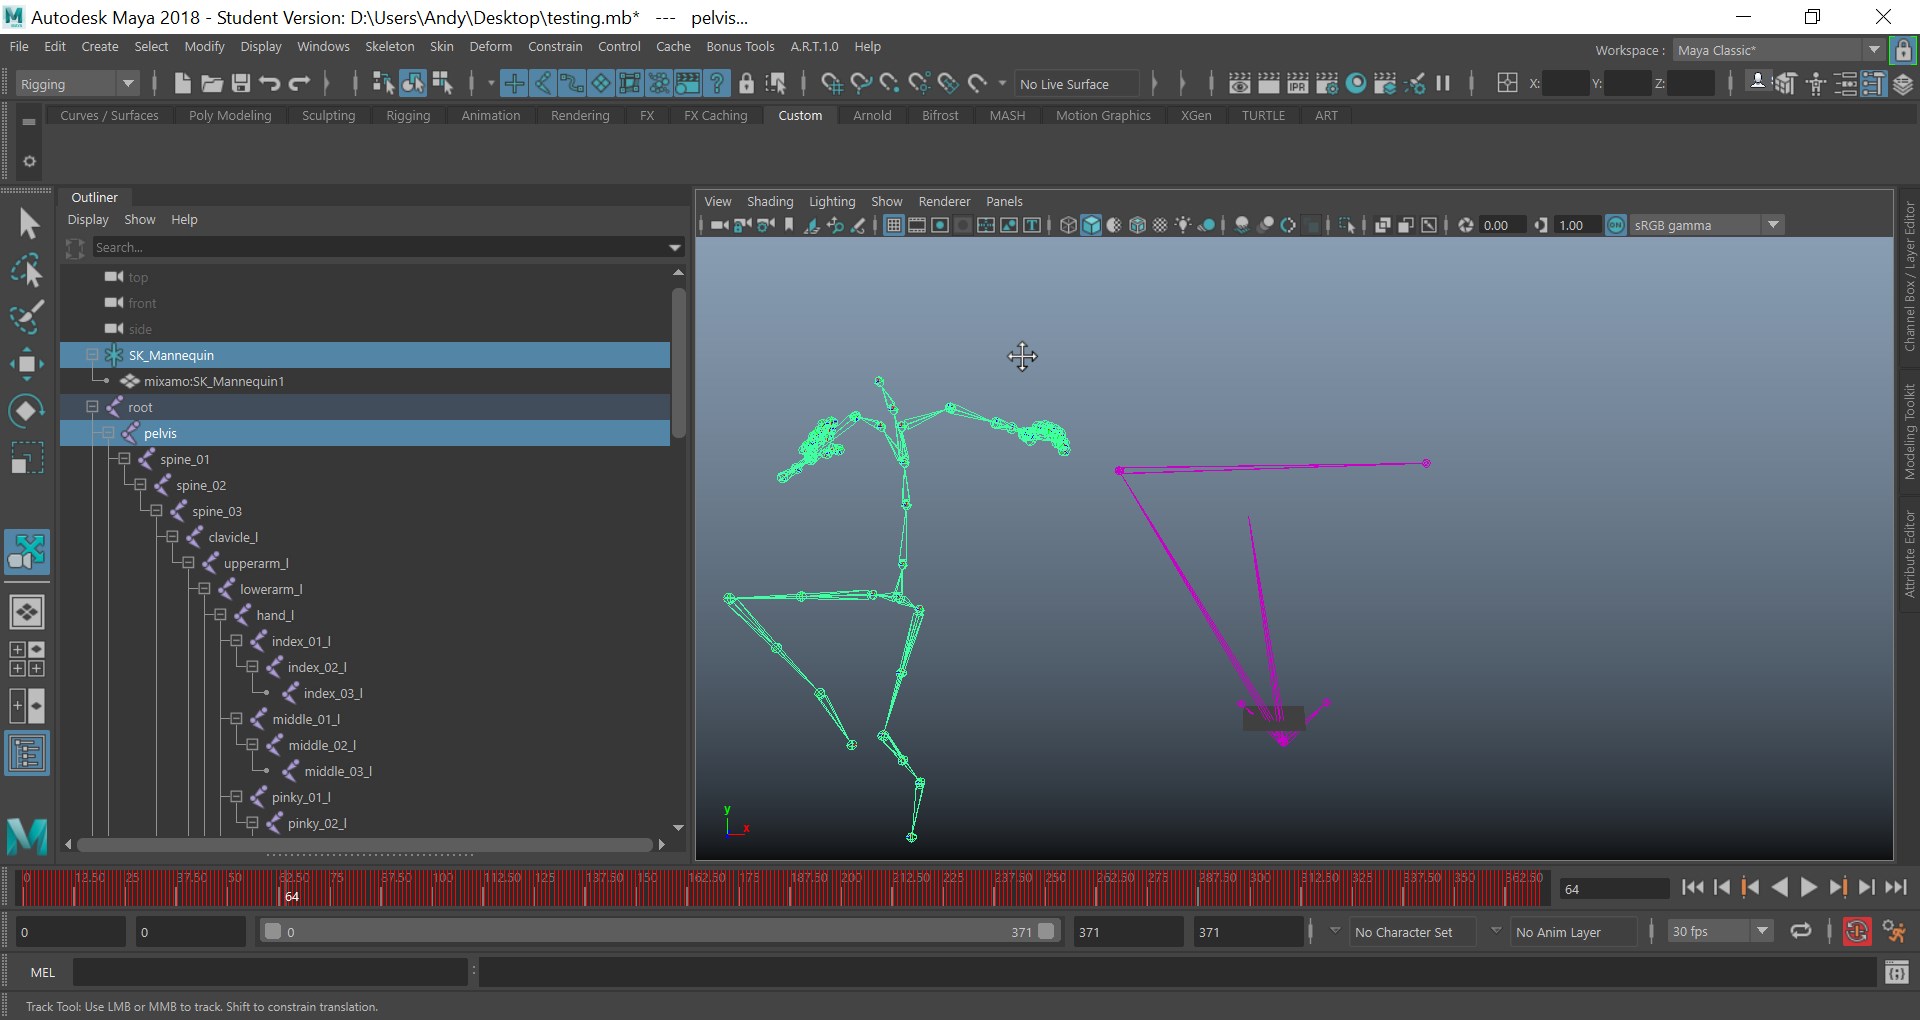 Autodesk Maya 2018 - Student Version: D:\Users\Andy\Desktop\testing.mb* --- pelvis...
File Edit Create Select Modify Display Windows Skeleton Skin Deform Constrain Control Cache Bonus Tools A.R.T.1.0 Help
Workspace : Maya Classic*
Rigging
No Live Surface
X: Y: Z:
IPR
Curves / Surfaces Poly Modeling Sculpting Rigging Animation Rendering FX FX Caching Custom Arnold Bifrost MASH Motion Graphics XGen TURTLE ART
Outliner
Display Show Help
Search...
top
front
side
SK_Mannequin
mixamo:SK_Mannequin1
root
pelvis
spine_01
spine_02
spine_03
clavicle_l
upperarm_l
lowerarm_l
hand_l
index_01_l
index_02_l
index_03_l
middle_01_l
middle_02_l
middle_03_l
pinky_01_l
pinky_02_l
View Shading Lighting Show Renderer Panels
0.00 1.00 ON sRGB gamma
y
x
Channel Box / Layer Editor
Modeling Toolkit
Attribute Editor
0 12.50 25 37.50 50 62.50 75 87.50 100 112.50 125 137.50 150 162.50 175 187.50 200 212.50 225 237.50 250 262.50 275 287.50 300 312.50 325 337.50 350 362.50
64
64
0 0 0 371 371 371 No Character Set No Anim Layer 30 fps
MEL
Track Tool: Use LMB or MMB to track. Shift to constrain translation.